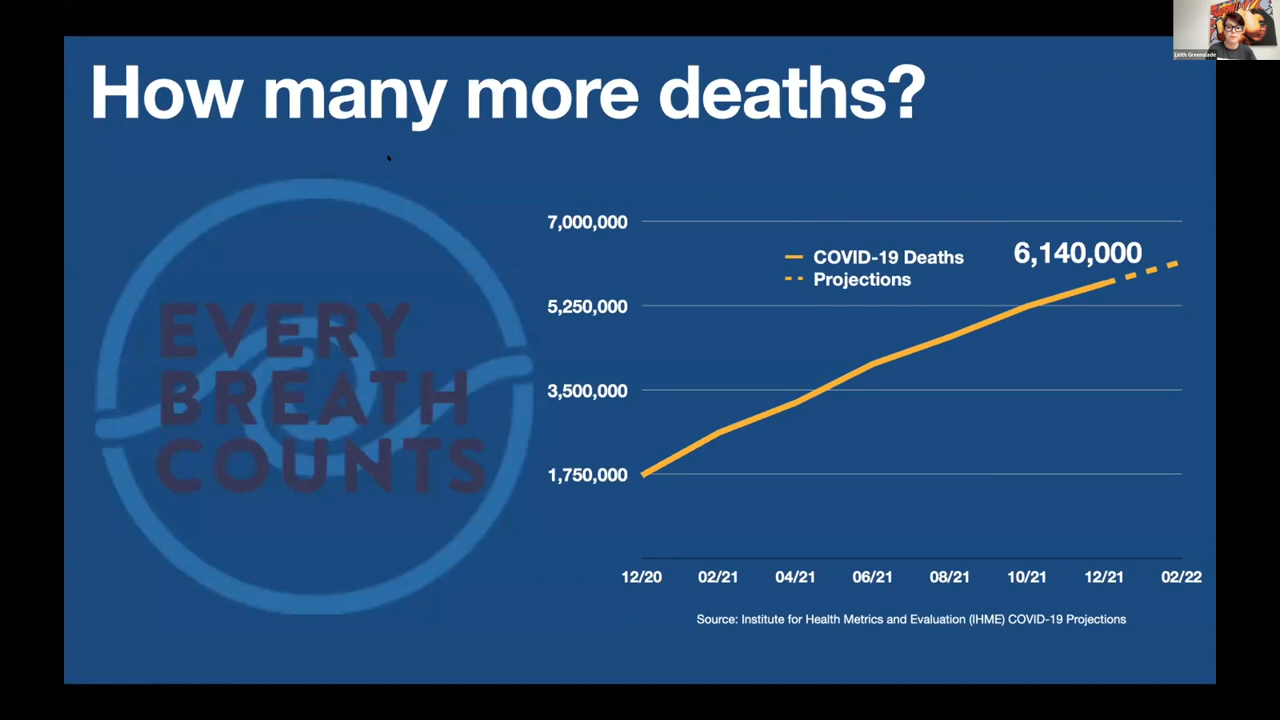 How many more deaths?
Leith Greenslade
EVERY
BREATH
COUNTS
7,000,000
5,250,000
3,500,000
1,750,000
COVID-19 Deaths
Projections
6,140,000
12/20 02/21 04/21 06/21 08/21 10/21 12/21 02/22
Source: Institute for Health Metrics and Evaluation (IHME) COVID-19 Projections